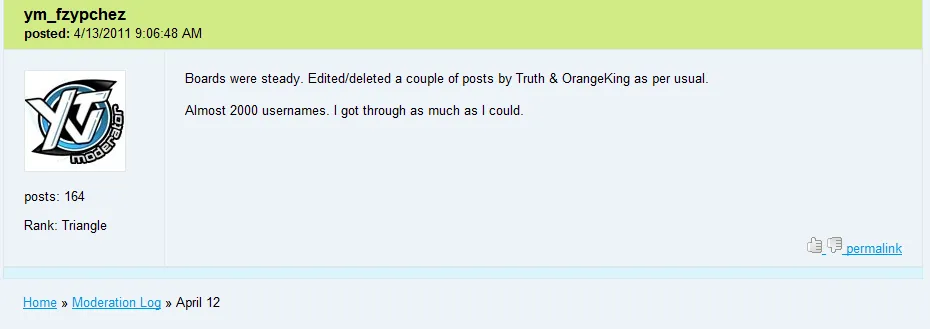 ym_fzypchez
posted: 4/13/2011 9:06:48 AM
Boards were steady. Edited/deleted a couple of posts by Truth & OrangeKing as per usual.
Almost 2000 usernames. I got through as much as I could.
YTV
moderator
posts: 164
Rank: Triangle
permalink
Home » Moderation Log » April 12